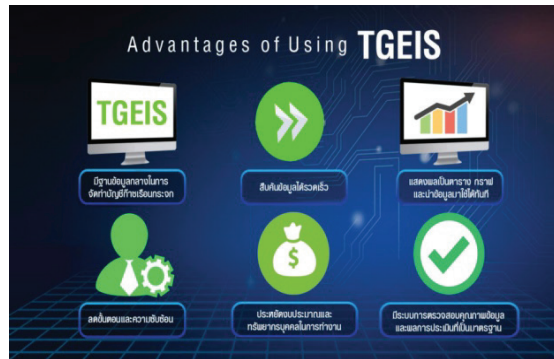 Advantages of Using TGEIS
TGEIS
มีฐานข้อมูลกลางในการ
จัดทำบัญชีก๊าซเรือนกระจก
สืบค้นข้อมูลได้รวดเร็ว
แสดงผลเป็นตาราง กราฟ
และนำข้อมูลมาใช้ได้ทันที
$
ลดขั้นตอนและความซับซ้อน
ประหยัดงบประมาณและ
ทรัพยากรบุคคลในการทำงาน
มีระบบการตรวจสอบคุณภาพข้อมูล
และผลการประเมินที่เป็นมาตรฐาน